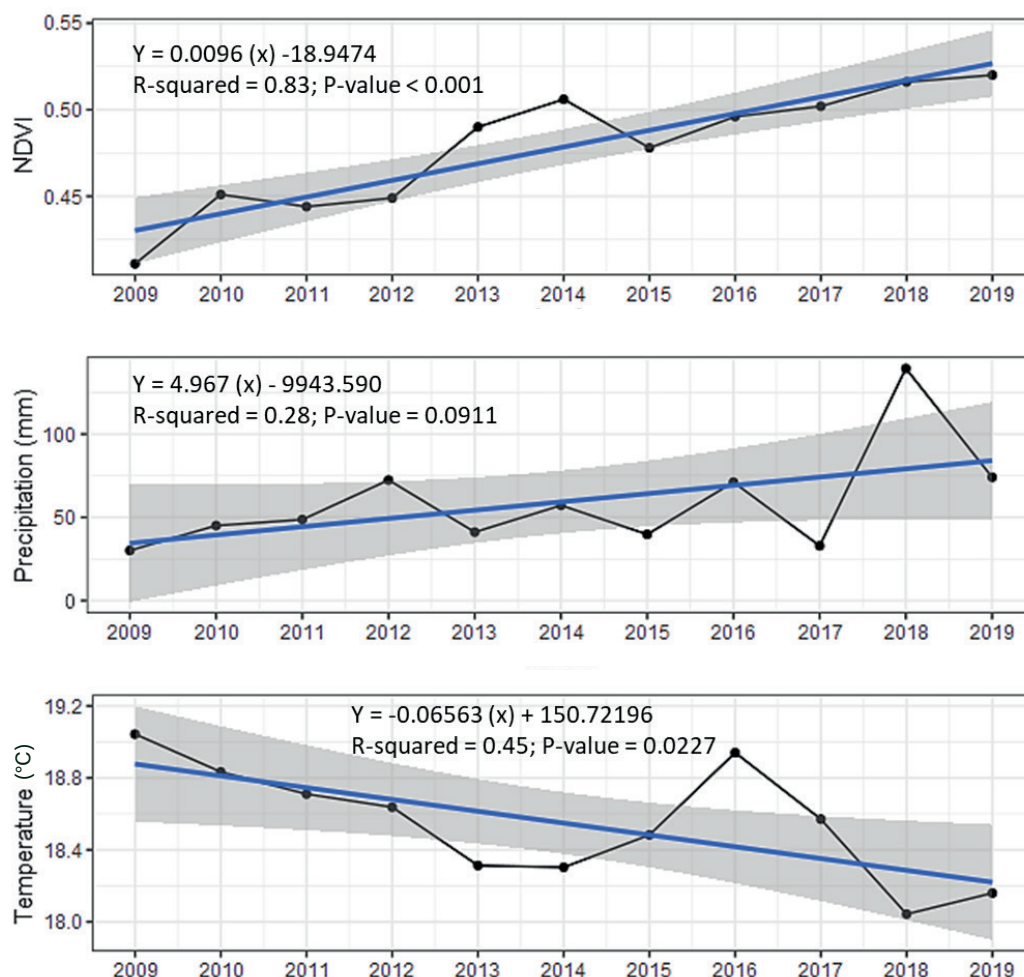 0.55
Y = 0.0096 (x) -18.9474
R-squared = 0.83; P-value < 0.001
0.50
NDVI
0.45
2009 2010 2011 2012 2013 2014 2015 2016 2017 2018 2019
Y = 4.967 (x) - 9943.590
R-squared = 0.28; P-value = 0.0911
100
Precipitation (mm)
50
0
2009 2010 2011 2012 2013 2014 2015 2016 2017 2018 2019
19.2
Y = -0.06563 (x) + 150.72196
R-squared = 0.45; P-value = 0.0227
18.8
Temperature (°C)
18.4
18.0
2009 2010 2011 2012 2013 2014 2015 2016 2017 2018 2019